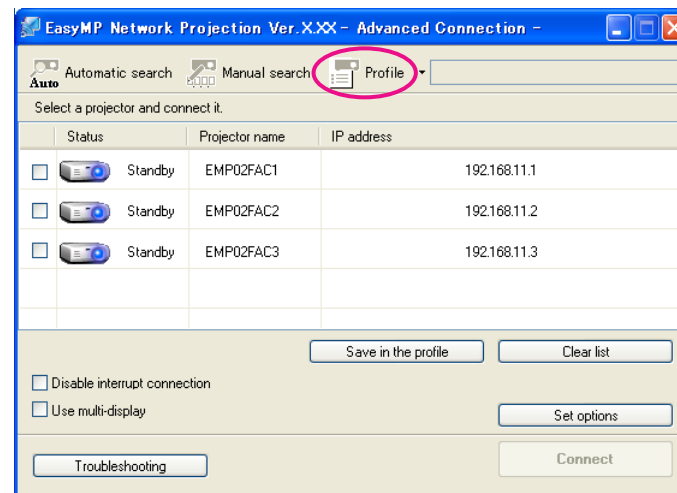 EasyMP Network Projection Ver.X.XX - Advanced Connection -
Auto Automatic search Manual search Profile
Select a projector and connect it.
Status Projector name IP address
Standby EMP02FAC1 192.168.11.1
Standby EMP02FAC2 192.168.11.2
Standby EMP02FAC3 192.168.11.3
Save in the profile Clear list
Disable interrupt connection
Use multi-display
Set options
Troubleshooting Connect